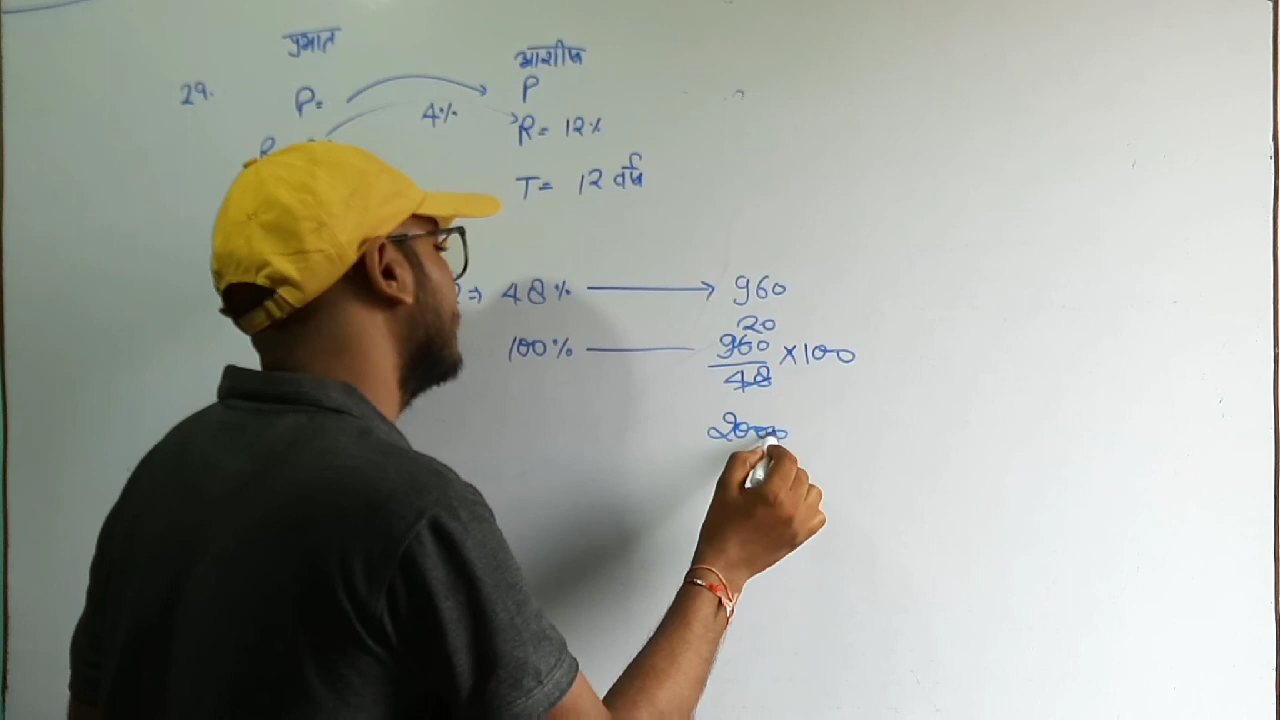 प्रभात
आशीष
29.
P=
P
4%
R
R= 12%
T= 12 वर्ष
=> 48% → 960
20
100% — 960/48 ×100
2000